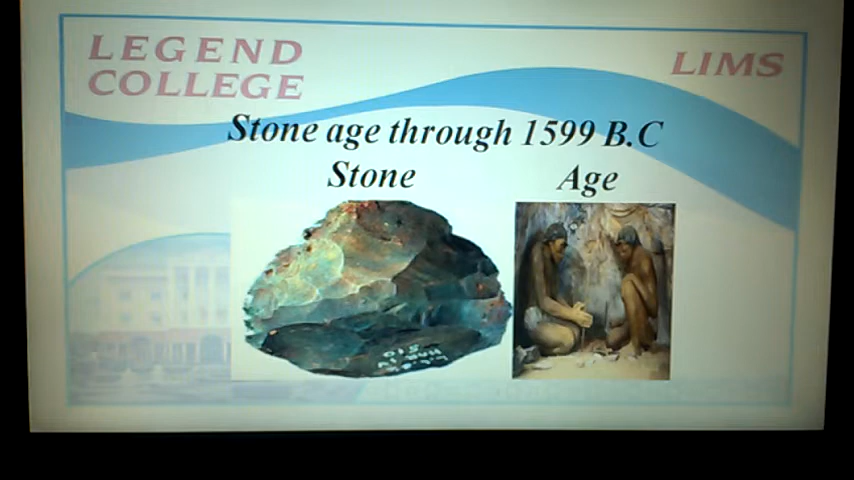 LEGEND
COLLEGE
LIMS
Stone age through 1599 B.C
Stone Age